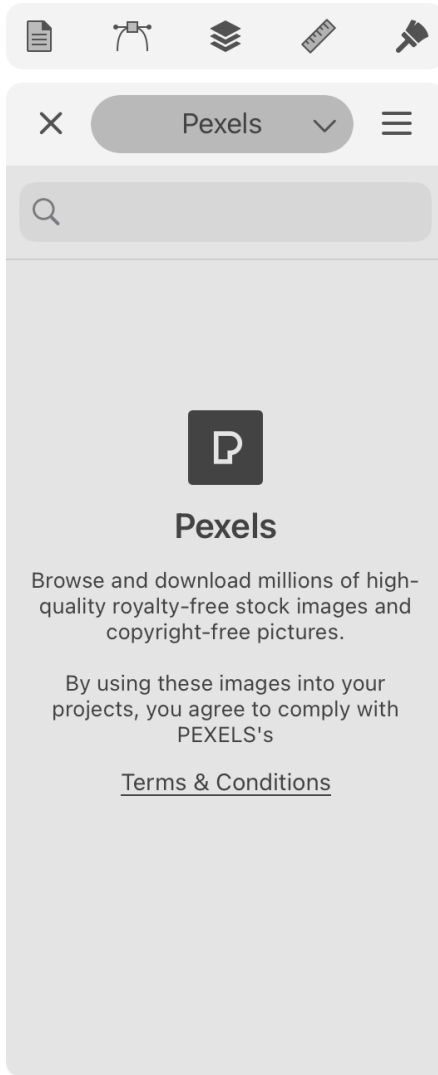 Pexels
Pexels
Browse and download millions of high-
quality royalty-free stock images and
copyright-free pictures.
By using these images into your
projects, you agree to comply with
PEXELS's
Terms & Conditions